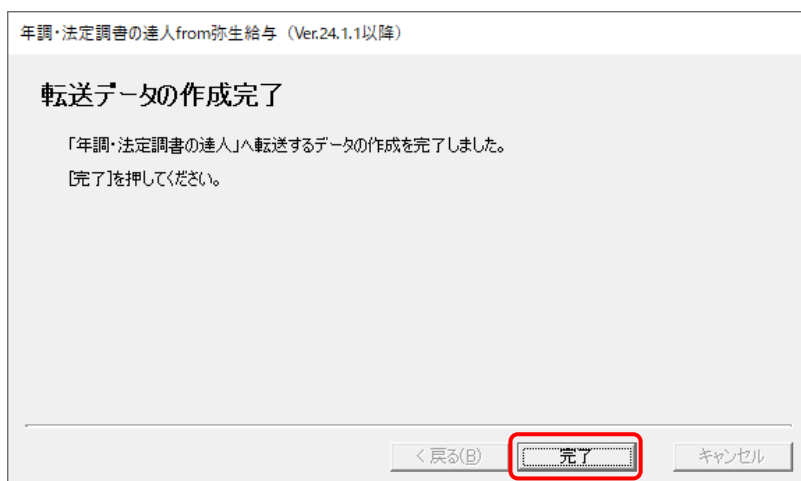 年調・法定調書の達人from弥生給与（Ver.24.1.1以降）
転送データの作成完了
「年調・法定調書の達人」へ転送するデータの作成を完了しました。
[完了]を押してください。
< 戻る(B)
完了
キャンセル